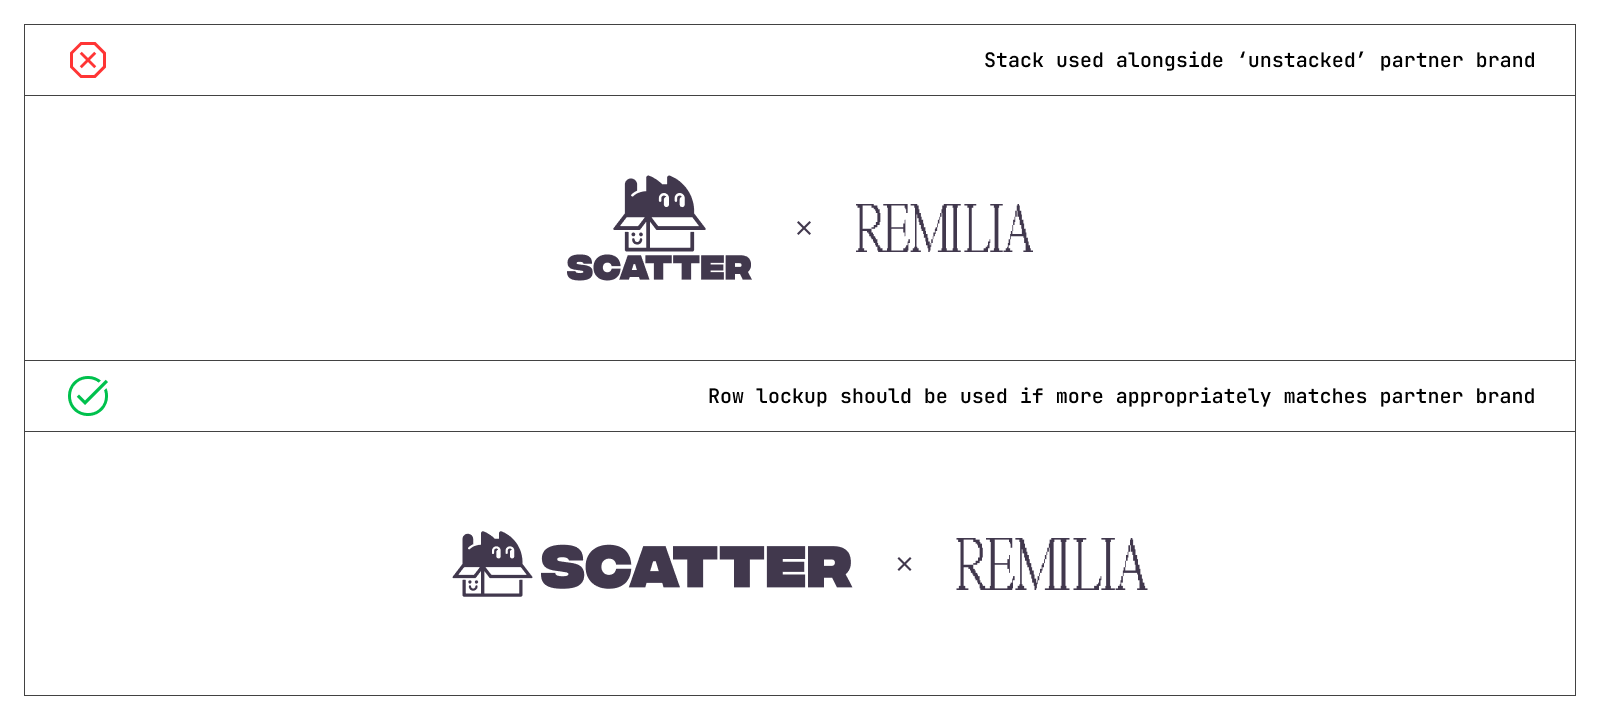 Stack used alongside ‘unstacked’ partner brand
SCATTER × REMILIA
Row lockup should be used if more appropriately matches partner brand
SCATTER × REMILIA